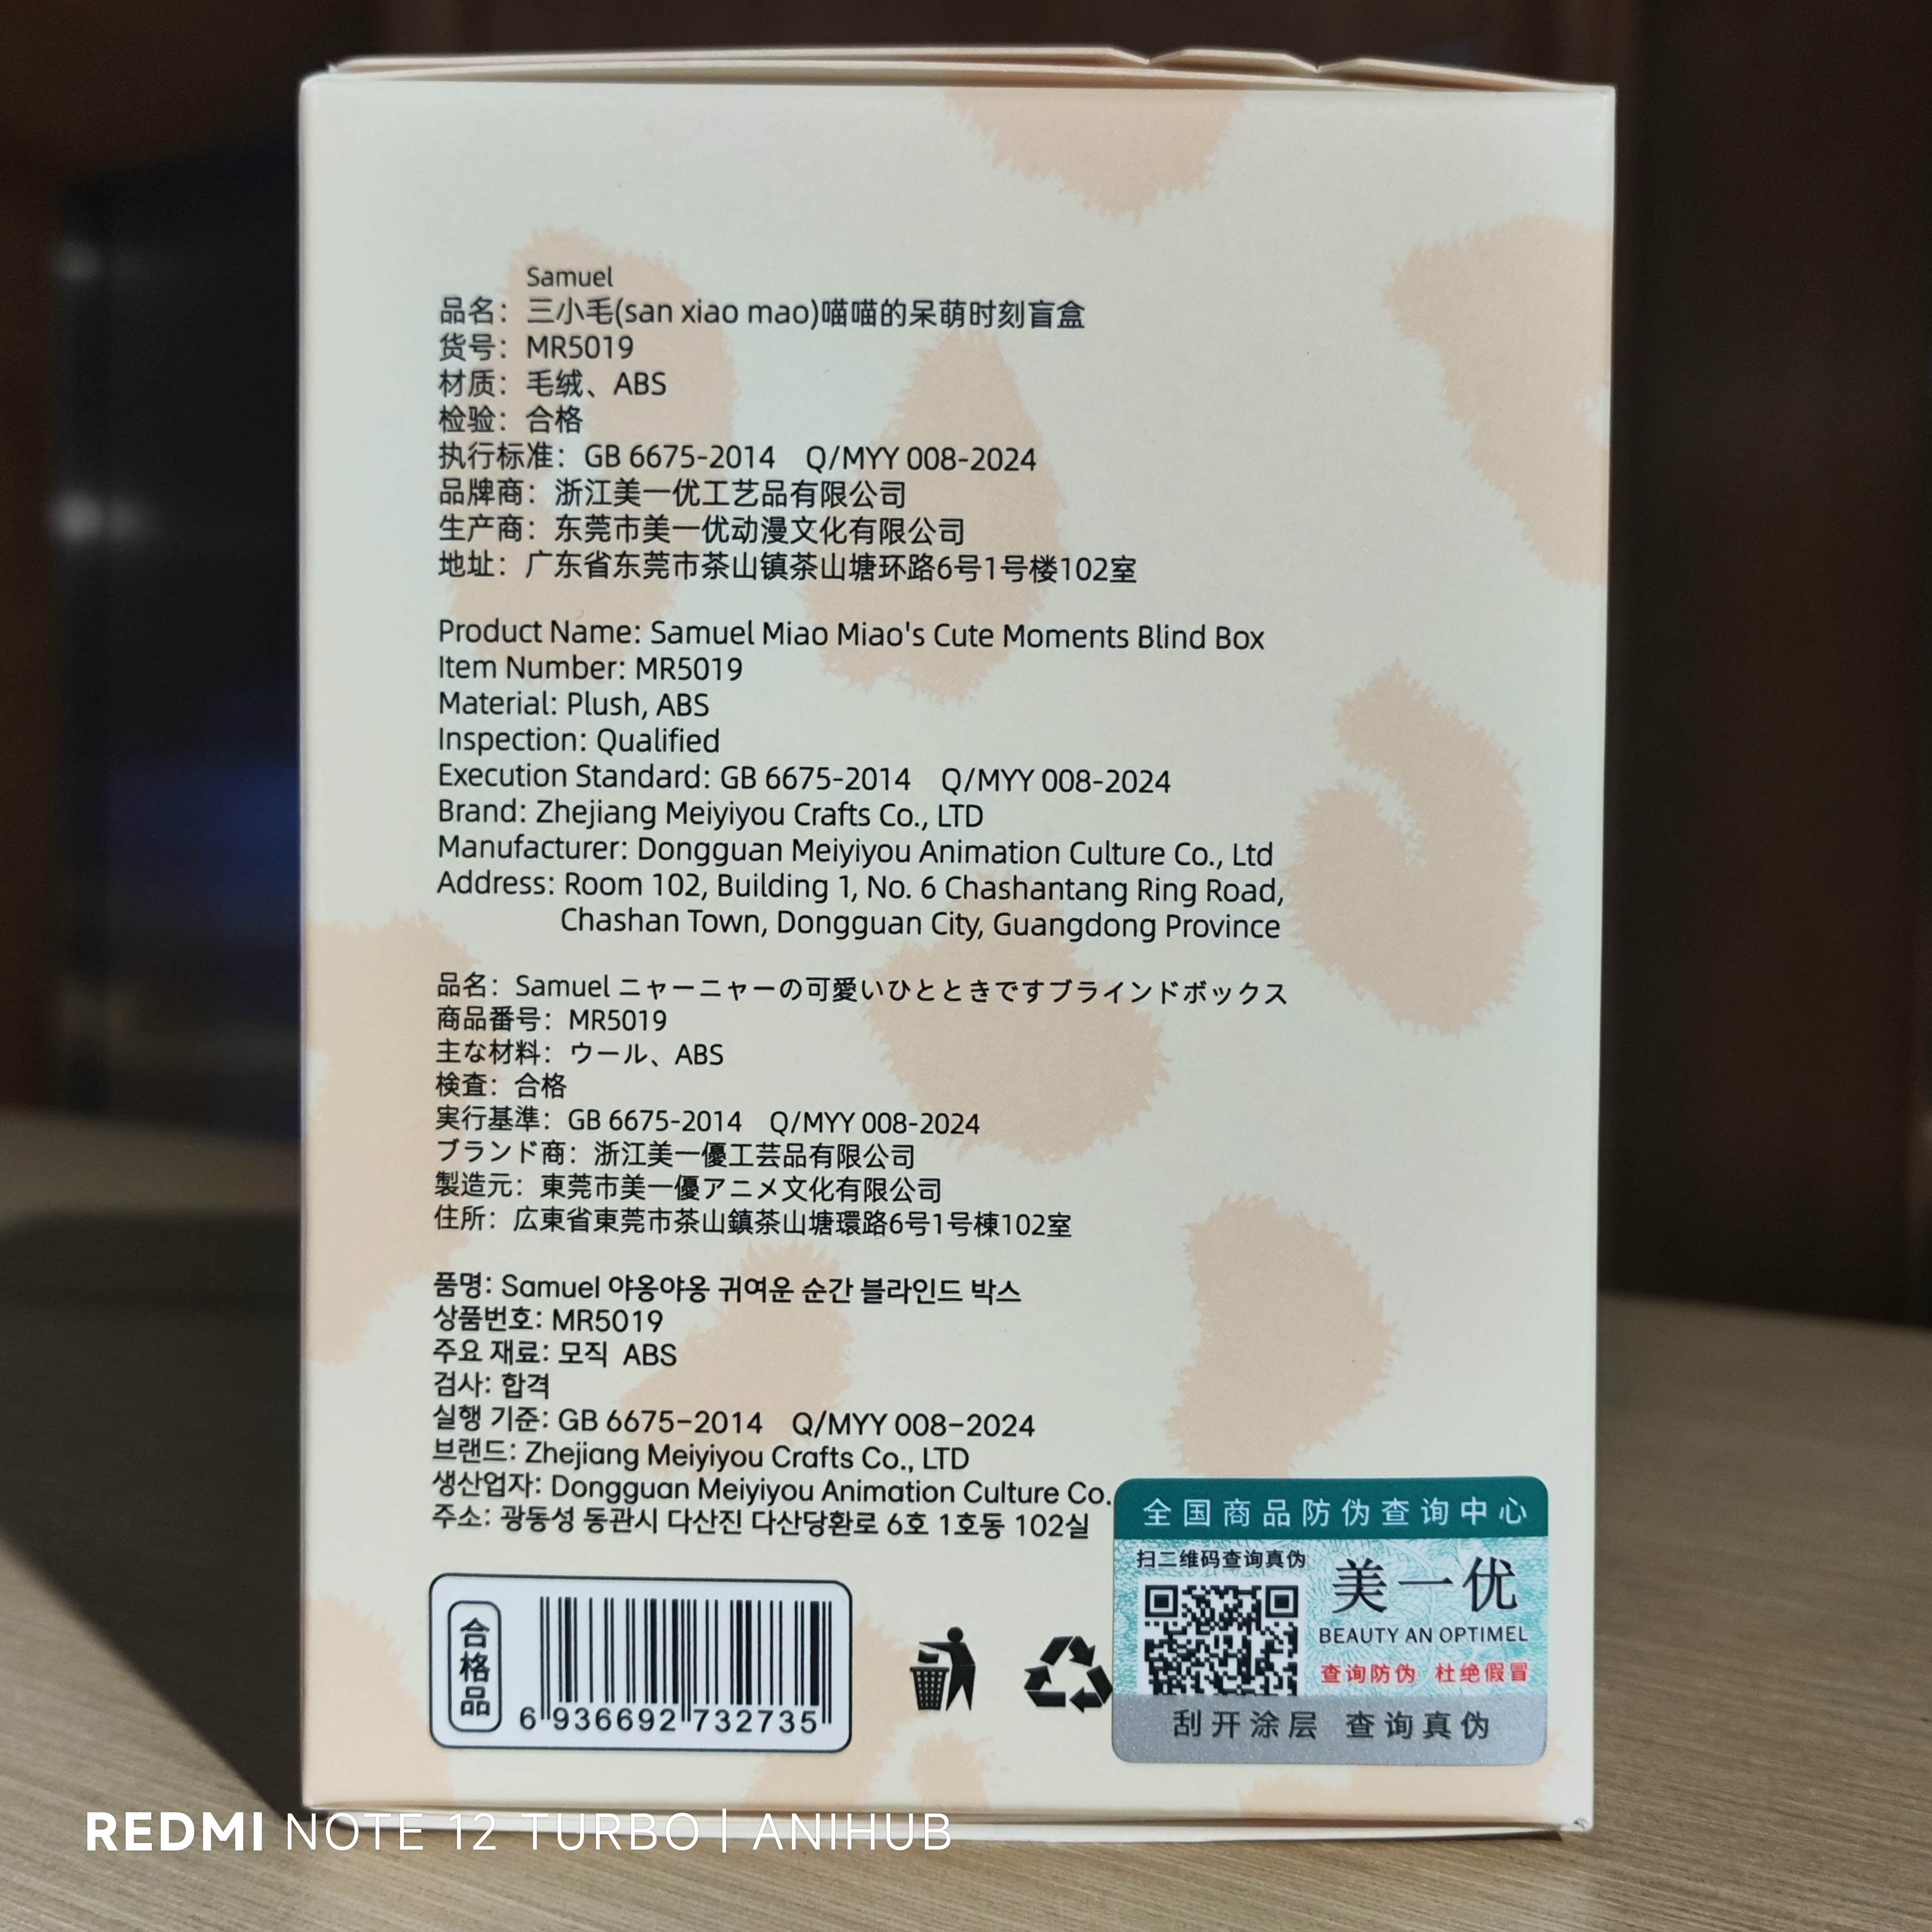 Samuel
品名：三小毛(san xiao mao)喵喵的呆萌时刻盲盒
货号：MR5019
材质：毛绒、ABS
检验：合格
执行标准：GB 6675-2014 Q/MYY 008-2024
品牌商：浙江美一优工艺品有限公司
生产商：东莞市美一优动漫文化有限公司
地址：广东省东莞市茶山镇茶山塘环路6号1号楼102室
Product Name: Samuel Miao Miao's Cute Moments Blind Box
Item Number: MR5019
Material: Plush, ABS
Inspection: Qualified
Execution Standard: GB 6675-2014 Q/MYY 008-2024
Brand: Zhejiang Meiyiyou Crafts Co., LTD
Manufacturer: Dongguan Meiyiyou Animation Culture Co., Ltd
Address: Room 102, Building 1, No. 6 Chashantang Ring Road,
Chashan Town, Dongguan City, Guangdong Province
品名：Samuel ニャーニャーの可愛いひとときですブラインドボックス
商品番号：MR5019
主な材料：ウール、ABS
検査：合格
実行基準：GB 6675-2014 Q/MYY 008-2024
ブランド商：浙江美一優工芸品有限公司
製造元：東莞市美一優アニメ文化有限公司
住所：広東省東莞市茶山鎮茶山塘環路6号1号棟102室
품명: Samuel 야옹야옹 귀여운 순간 블라인드 박스
상품번호: MR5019
주요 재료: 모직 ABS
검사: 합격
실행 기준: GB 6675-2014 Q/MYY 008-2024
브랜드: Zhejiang Meiyiyou Crafts Co., LTD
생산업자: Dongguan Meiyiyou Animation Culture Co.
주소: 광동성 동관시 다산진 다산당환로 6호 1호동 102실
合格品
6 936692 732735
全国商品防伪查询中心
扫二维码查询真伪
美一优
BEAUTY AN OPTIMEL
查询防伪 杜绝假冒
刮开涂层 查询真伪
REDMI NOTE 12 TURBO | ANIHUB